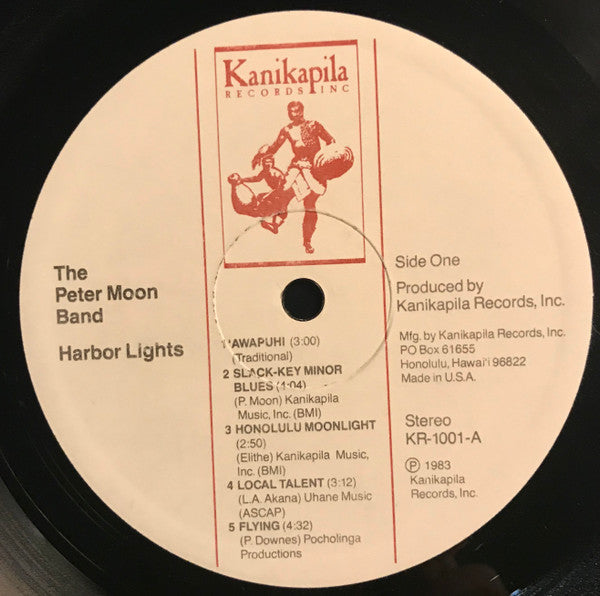 Kanikapila
RECORDS INC
The
Peter Moon
Band
Harbor Lights
1 'AWAPUHI (3:00)
(Traditional)
2 SLACK-KEY MINOR
BLUES (4:04)
(P. Moon) Kanikapila
Music, Inc. (BMI)
3 HONOLULU MOONLIGHT
(2:50)
(Elithe) Kanikapila Music,
Inc. (BMI)
4 LOCAL TALENT (3:12)
(L.A. Akana) Uhane Music
(ASCAP)
5 FLYING (4:32)
(P. Downes) Pocholinga
Productions
Side One
Produced by
Kanikapila Records, Inc.
Mfg. by Kanikapila Records, Inc.
PO Box 61655
Honolulu, Hawai'i 96822
Made in U.S.A.
Stereo
KR-1001-A
Ⓟ 1983
Kanikapila
Records, Inc.